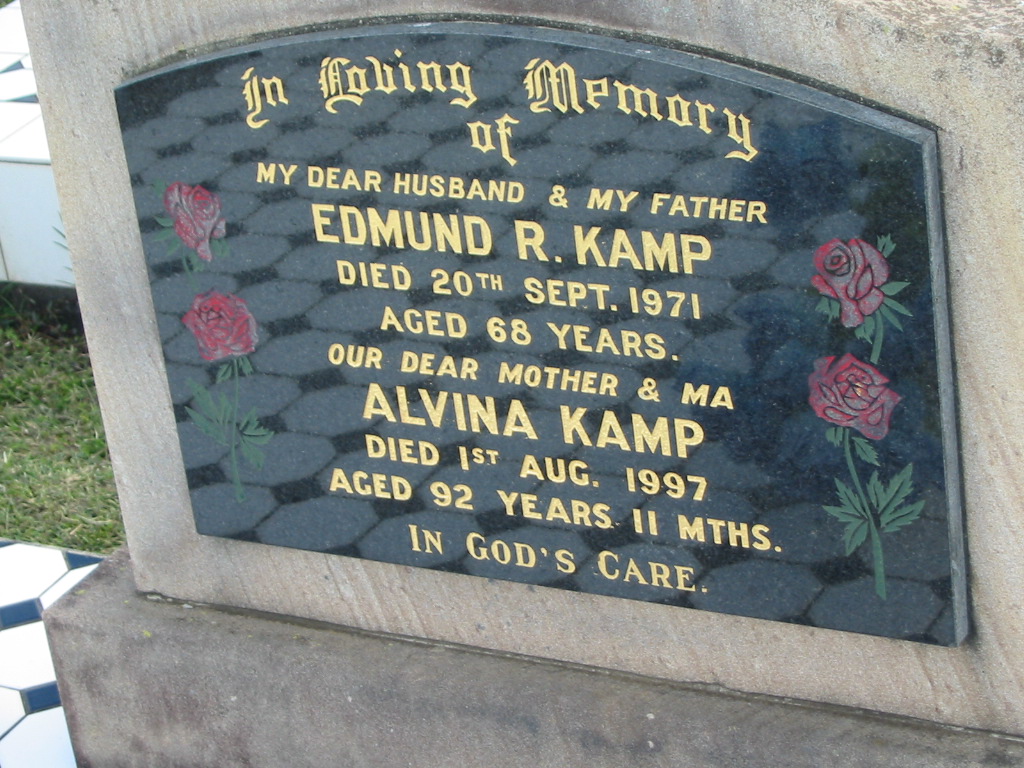 In Loving Memory
of
MY DEAR HUSBAND & MY FATHER
EDMUND R. KAMP
DIED 20TH SEPT. 1971
AGED 68 YEARS.
OUR DEAR MOTHER & MA
ALVINA KAMP
DIED 1ST AUG. 1997
AGED 92 YEARS 11 MTHS.
IN GOD'S CARE.